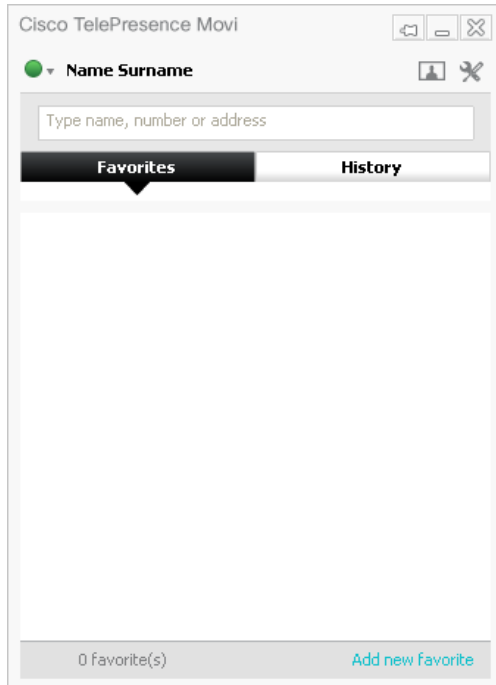 Cisco TelePresence Movi
Name Surname
Type name, number or address
Favorites History
0 favorite(s) Add new favorite